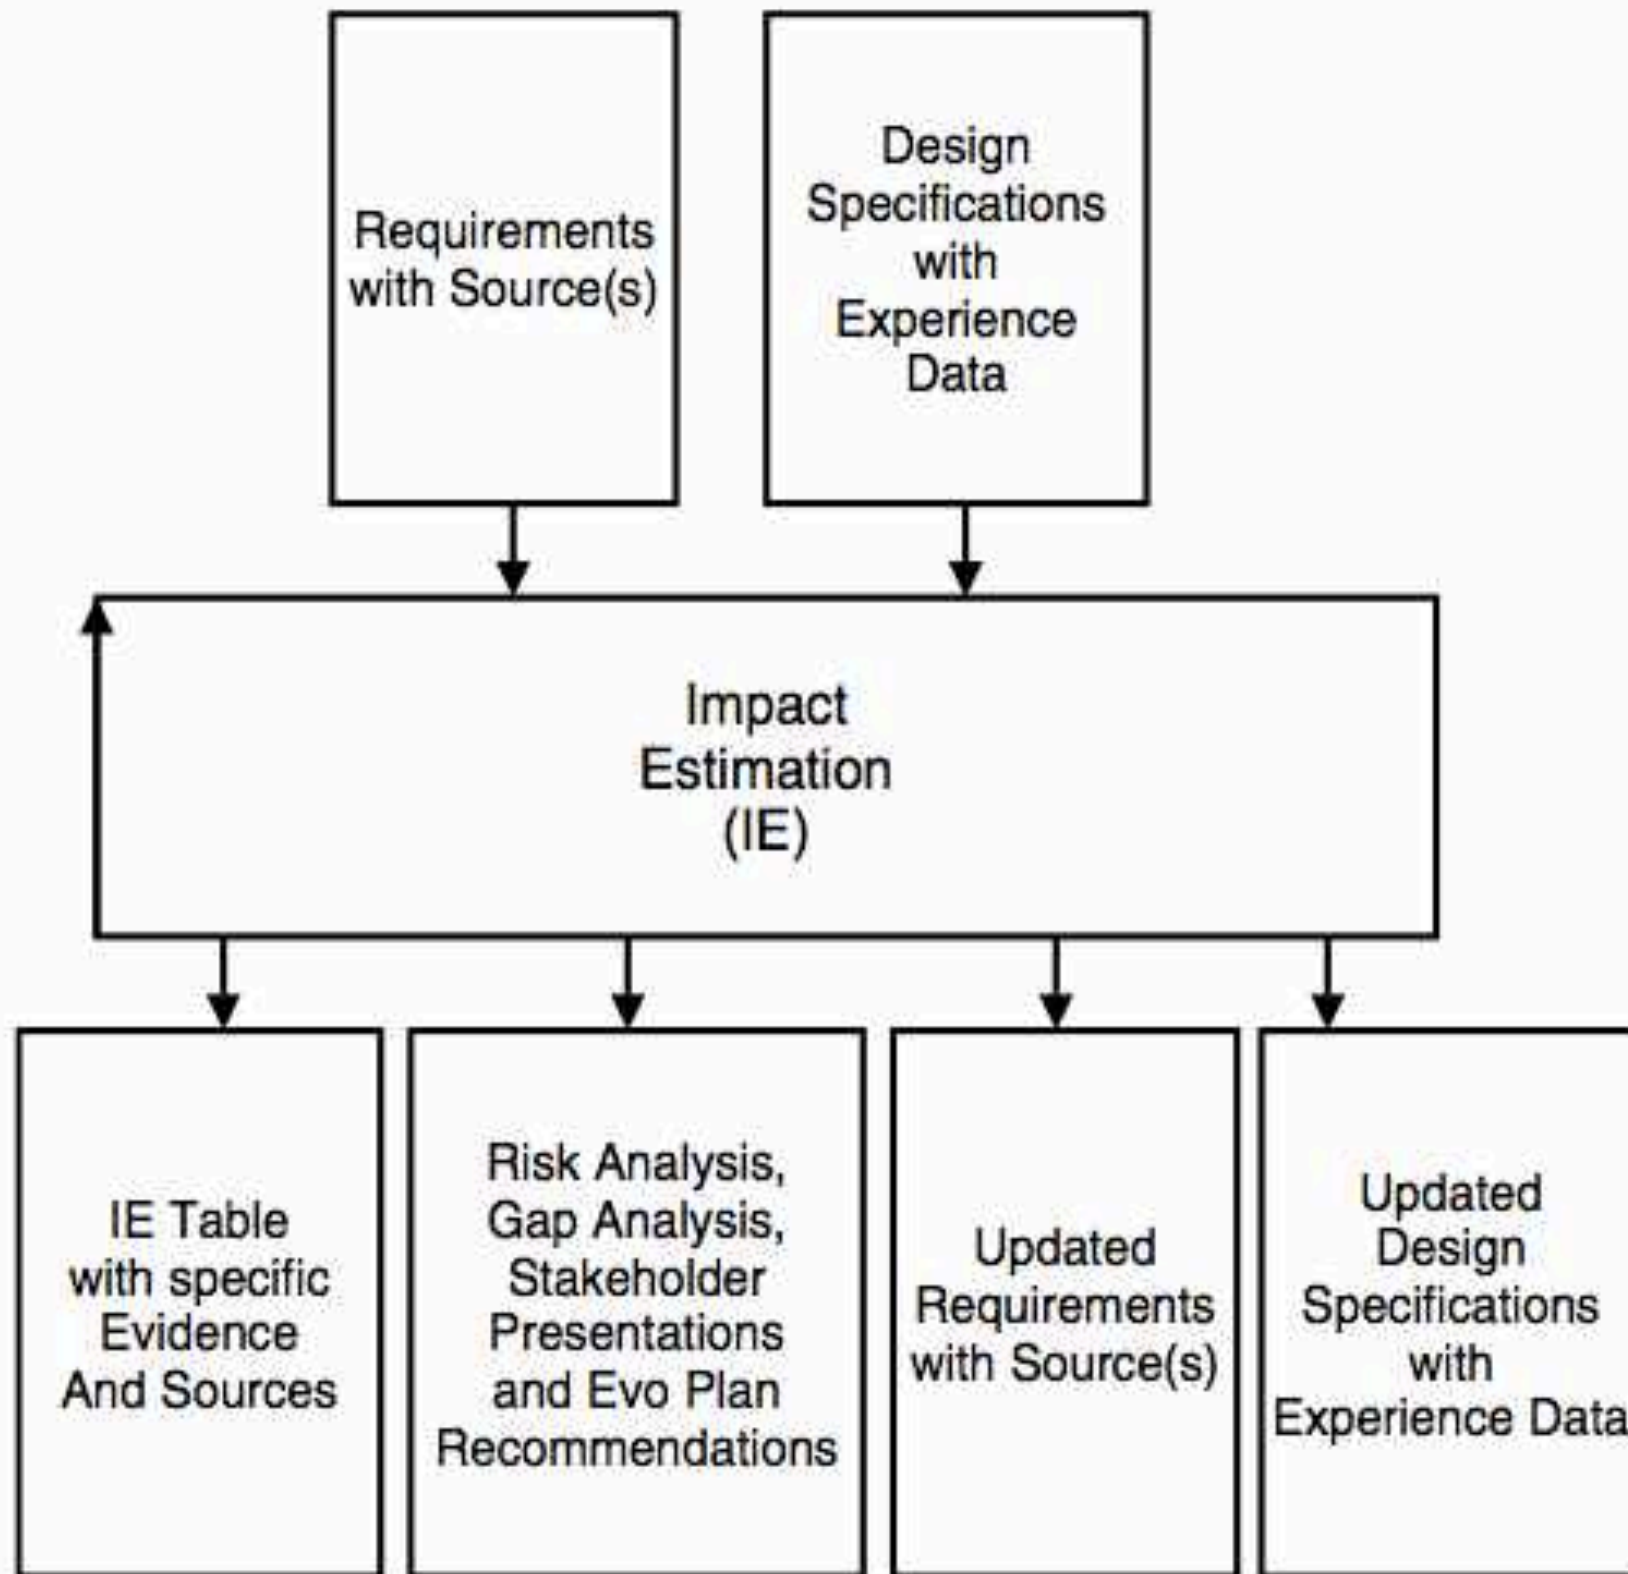 Requirements
with Source(s)
Design
Specifications
with
Experience
Data
Impact
Estimation
(IE)
IE Table
with specific
Evidence
And Sources
Risk Analysis,
Gap Analysis,
Stakeholder
Presentations
and Evo Plan
Recommendations
Updated
Requirements
with Source(s)
Updated
Design
Specifications
with
Experience Data